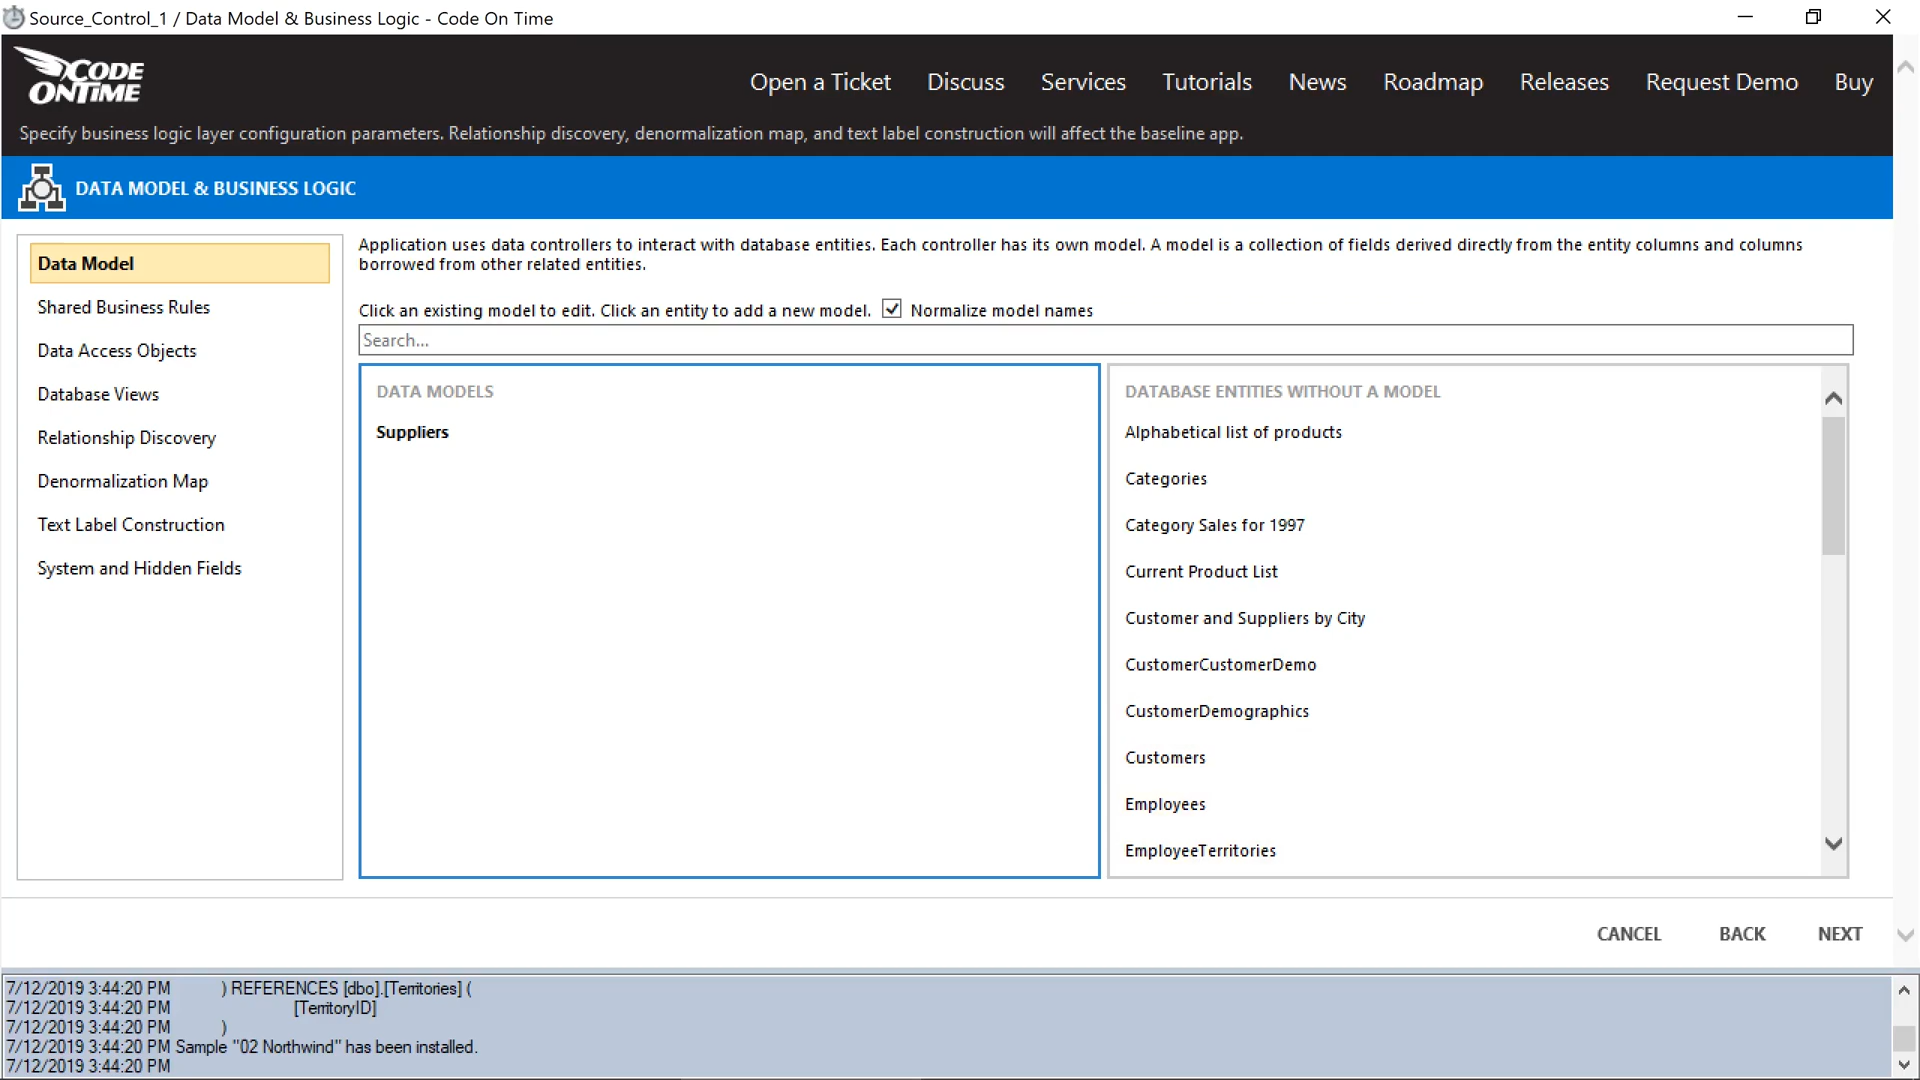 Source_Control_1 / Data Model & Business Logic - Code On Time
CODE
ONTIME
Open a Ticket Discuss Services Tutorials News Roadmap Releases Request Demo Buy
Specify business logic layer configuration parameters. Relationship discovery, denormalization map, and text label construction will affect the baseline app.
DATA MODEL & BUSINESS LOGIC
Data Model
Shared Business Rules
Data Access Objects
Database Views
Relationship Discovery
Denormalization Map
Text Label Construction
System and Hidden Fields
Application uses data controllers to interact with database entities. Each controller has its own model. A model is a collection of fields derived directly from the entity columns and columns
borrowed from other related entities.
Click an existing model to edit. Click an entity to add a new model. Normalize model names
Search...
DATA MODELS
Suppliers
DATABASE ENTITIES WITHOUT A MODEL
Alphabetical list of products
Categories
Category Sales for 1997
Current Product List
Customer and Suppliers by City
CustomerCustomerDemo
CustomerDemographics
Customers
Employees
EmployeeTerritories
CANCEL BACK NEXT
7/12/2019 3:44:20 PM ) REFERENCES [dbo].[Territories] (
7/12/2019 3:44:20 PM [TerritoryID]
7/12/2019 3:44:20 PM )
7/12/2019 3:44:20 PM Sample "02 Northwind" has been installed.
7/12/2019 3:44:20 PM